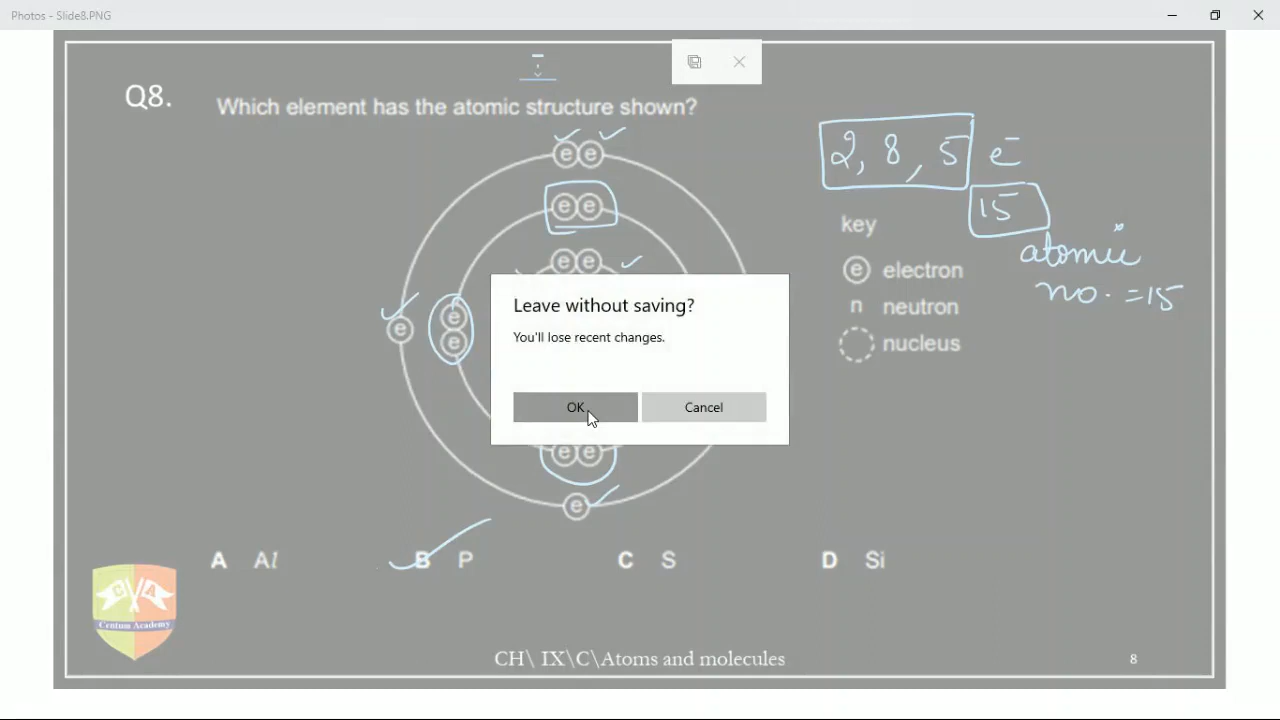 Photos - Slide8.PNG
Q8.
Which element has the atomic structure shown?
e e
e e
e e
e
e
e
e e
e
2, 8, 5 e̅
15
atomic
no. = 15
key
e electron
n neutron
nucleus
Leave without saving?
You'll lose recent changes.
OK Cancel
A Al B P C S D Si
Centum Academy
CH\ IX\C\Atoms and molecules
8